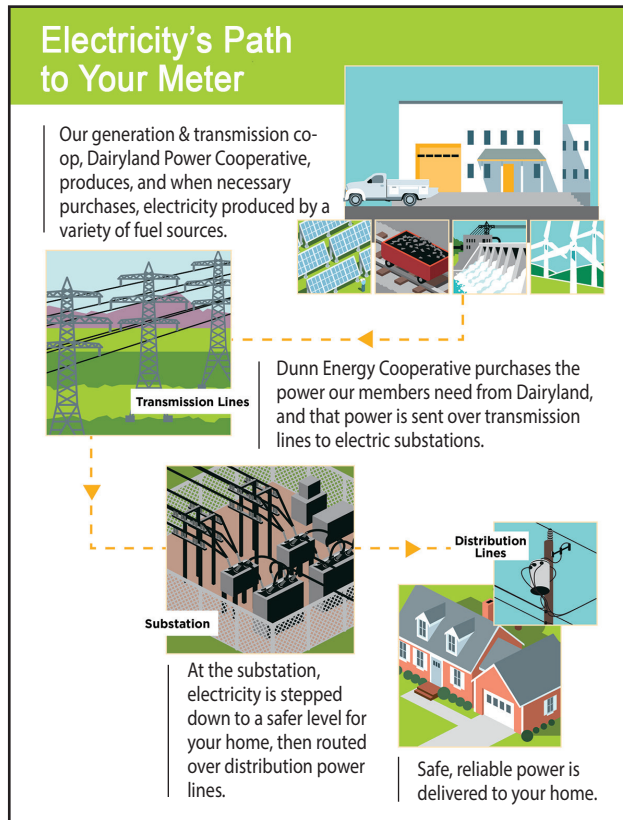 Electricity's Path
to Your Meter
Our generation & transmission co-
op, Dairyland Power Cooperative,
produces, and when necessary
purchases, electricity produced by a
variety of fuel sources.
Transmission Lines
Dunn Energy Cooperative purchases the
power our members need from Dairyland,
and that power is sent over transmission
lines to electric substations.
Substation
Distribution
Lines
At the substation,
electricity is stepped
down to a safer level for
your home, then routed
over distribution power
lines.
Safe, reliable power is
delivered to your home.